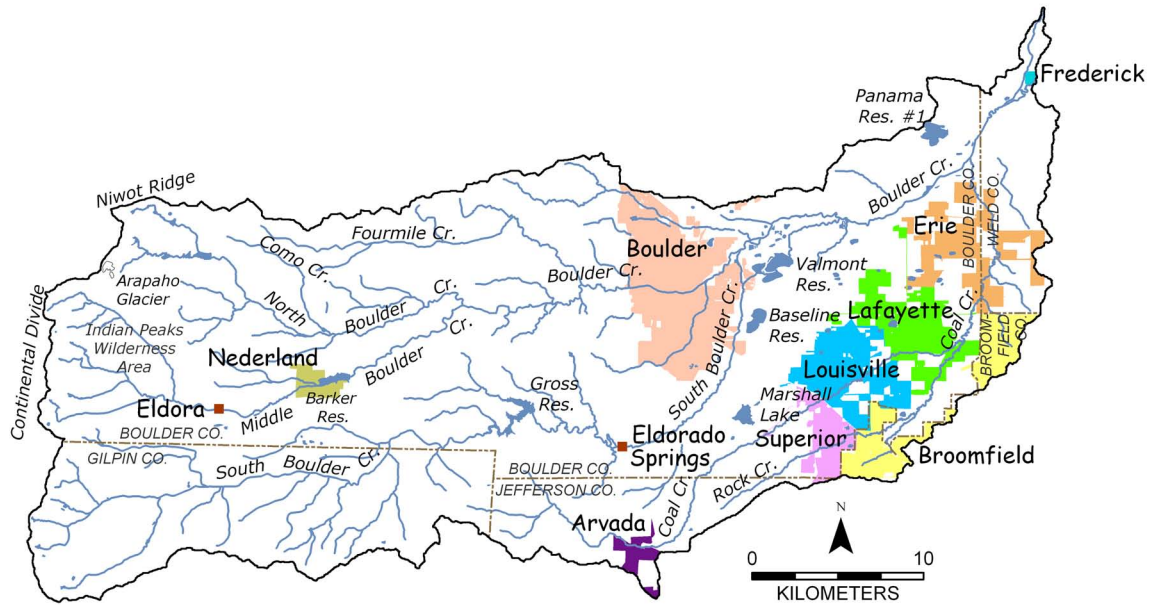 Frederick
Panama
Res. #1
Niwot Ridge
Boulder Cr.
BOULDER CO.
WELD CO.
Erie
Fourmile Cr.
Como Cr.
Boulder
Boulder Cr.
Valmont
Res.
Arapaho
Glacier
North
Boulder
Cr.
Continental Divide
Indian Peaks
Wilderness
Area
Baseline
Res.
Lafayette
Coal Cr.
BROOM-
FIELD CO.
South Boulder Cr.
Nederland
Boulder
Cr.
Louisville
Barker
Res.
Gross
Res.
Marshall
Lake
Eldora
Middle
BOULDER CO.
GILPIN CO.
South Boulder Cr.
Eldorado
Springs
Superior
Broomfield
BOULDER CO.
JEFFERSON CO.
Rock Cr.
Coal Cr.
Arvada
N
0
10
KILOMETERS